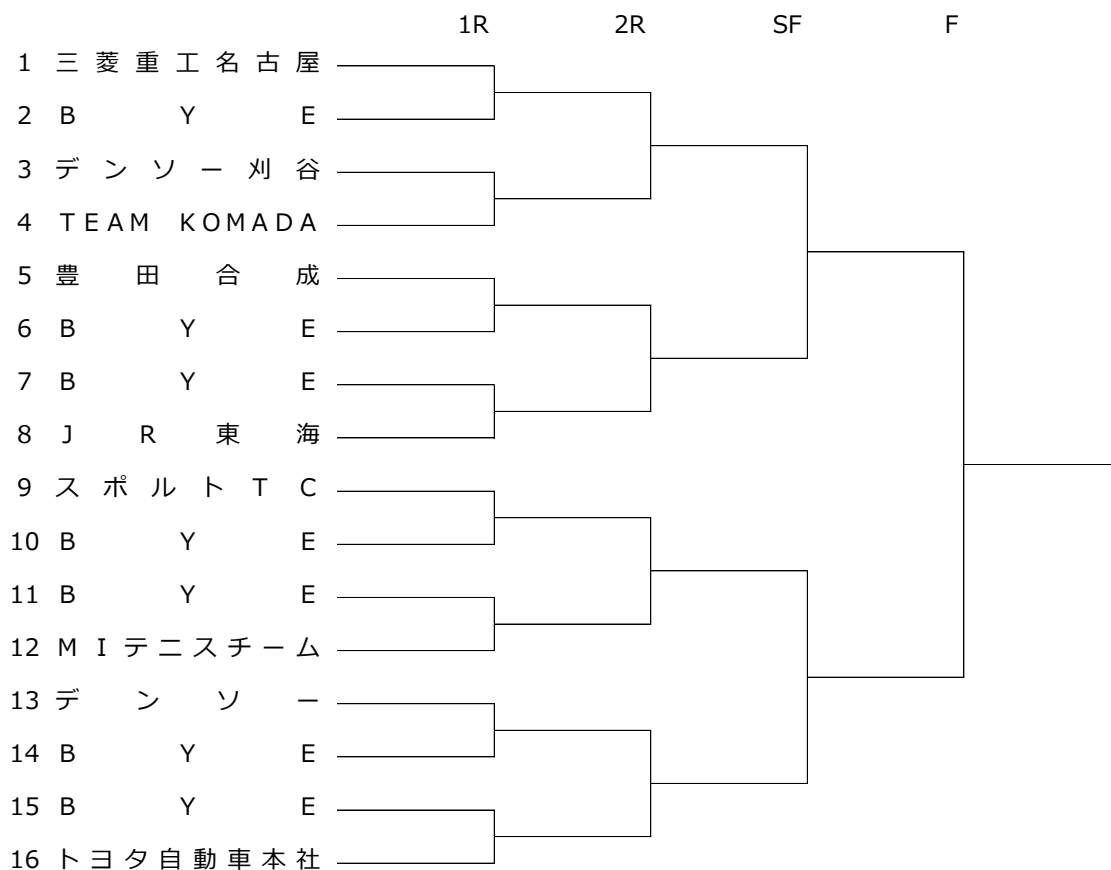 1R 2R SF F
1 三菱重工名古屋
2 BYE
3 デンソー刈谷
4 TEAM KOMADA
5 豊田合成
6 BYE
7 BYE
8 JR東海
9 スポルトTC
10 BYE
11 BYE
12 MIテニスチーム
13 デンソー
14 BYE
15 BYE
16 トヨタ自動車本社